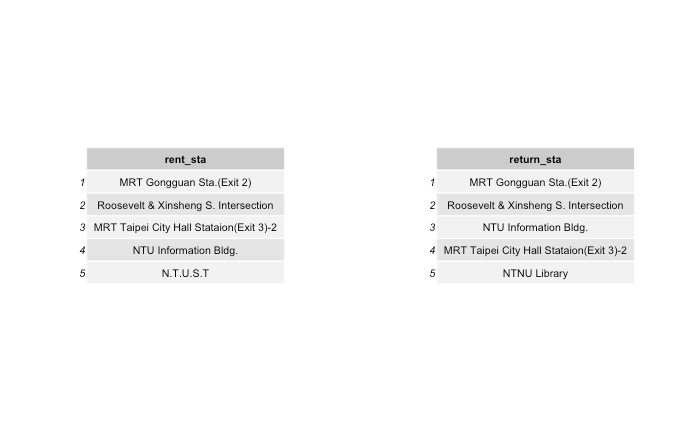 rent_sta
1 MRT Gongguan Sta.(Exit 2)
2 Roosevelt & Xinsheng S. Intersection
3 MRT Taipei City Hall Stataion(Exit 3)-2
4 NTU Information Bldg.
5 N.T.U.S.T
return_sta
1 MRT Gongguan Sta.(Exit 2)
2 Roosevelt & Xinsheng S. Intersection
3 NTU Information Bldg.
4 MRT Taipei City Hall Stataion(Exit 3)-2
5 NTNU Library